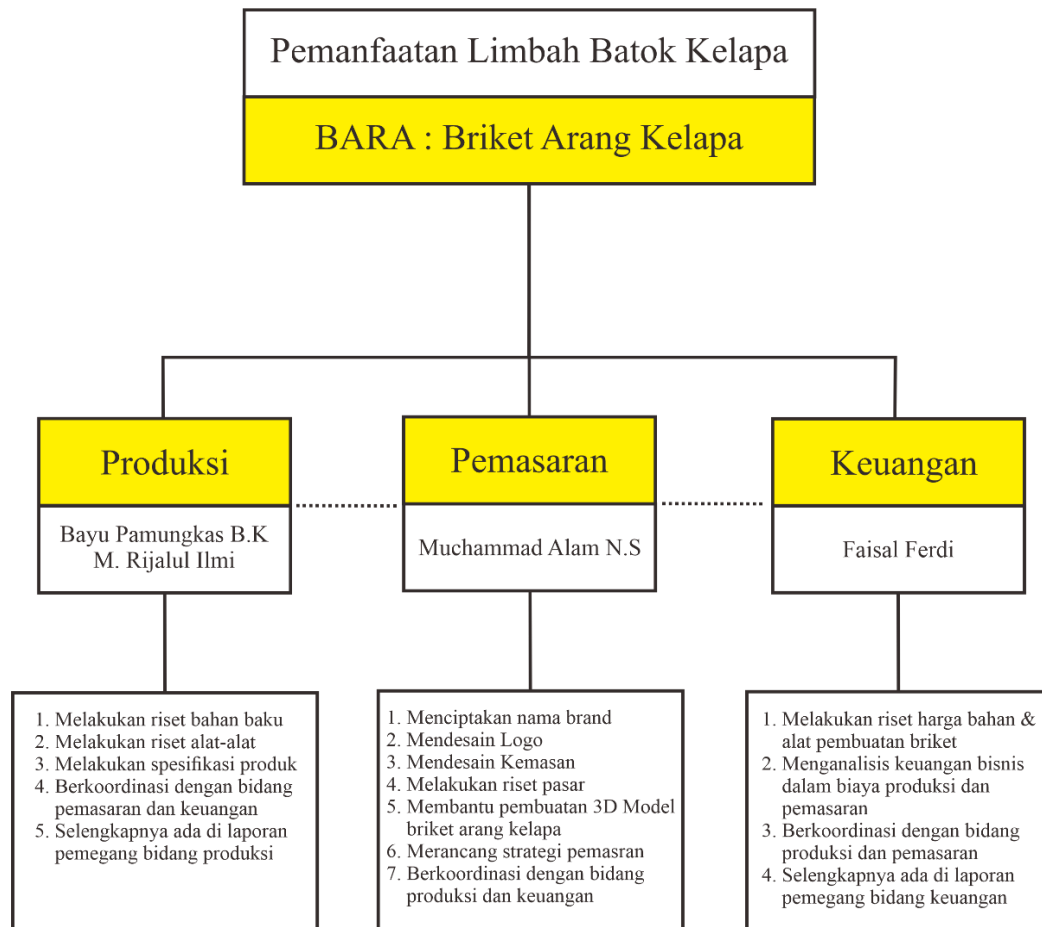 Pemanfaatan Limbah Batok Kelapa
BARA : Briket Arang Kelapa
Produksi
Bayu Pamungkas B.K
M. Rijalul Ilmi
1. Melakukan riset bahan baku
2. Melakukan riset alat-alat
3. Melakukan spesifikasi produk
4. Berkoordinasi dengan bidang
pemasaran dan keuangan
5. Selengkapnya ada di laporan
pemegang bidang produksi
Pemasaran
Muchammad Alam N.S
1. Menciptakan nama brand
2. Mendesain Logo
3. Mendesain Kemasan
4. Melakukan riset pasar
5. Membantu pembuatan 3D Model
briket arang kelapa
6. Merancang strategi pemasran
7. Berkoordinasi dengan bidang
produksi dan keuangan
Keuangan
Faisal Ferdi
1. Melakukan riset harga bahan &
alat pembuatan briket
2. Menganalisis keuangan bisnis
dalam biaya produksi dan
pemasaran
3. Berkoordinasi dengan bidang
produksi dan pemasaran
4. Selengkapnya ada di laporan
pemegang bidang keuangan